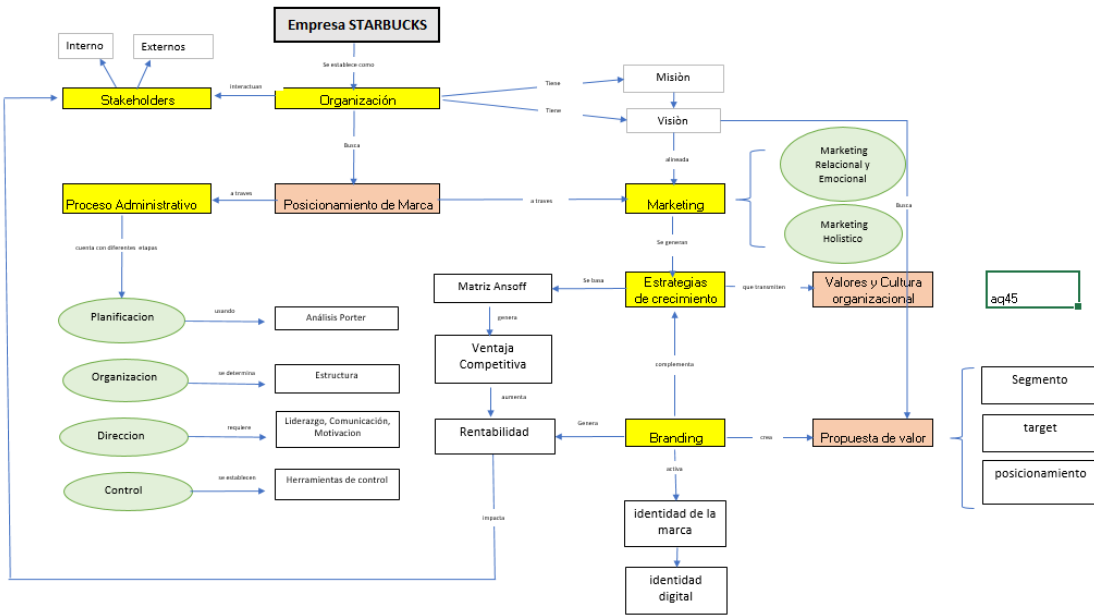 Empresa STARBUCKS
Interno
Externos
Se establece como
Tiene
Misiòn
interactuan
Stakeholders
Organización
Tiene
Visiòn
Busca
alineada
Marketing
Relacional y
Emocional
a traves
Proceso Administrativo
Posicionamiento de Marca
a traves
Marketing
Busca
Marketing
Holistico
cuenta con diferentes etapas
Se generan
Matriz Ansoff
Se basa
Estrategias
de crecimiento
que transmiten
Valores y Cultura
organizacional
aq45
Planificacion
usando
Análisis Porter
genera
Ventaja
Competitiva
complementa
Organizacion
se determina
Estructura
aumenta
Segmento
Direccion
requiere
Liderazgo, Comunicación,
Motivacion
Rentabilidad
Genera
Branding
crea
Propuesta de valor
target
activa
posicionamiento
Control
se establecen
Herramientas de control
impacta
identidad de la
marca
identidad
digital